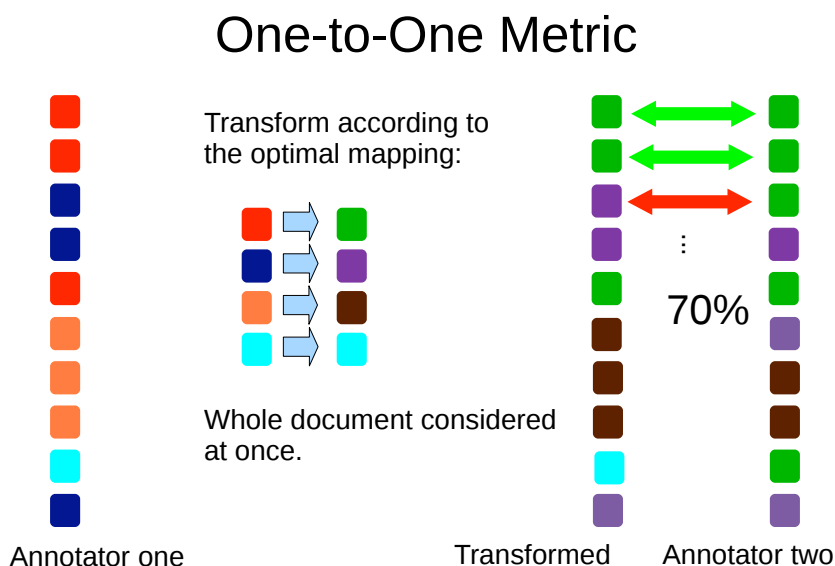 One-to-One Metric
Transform according to
the optimal mapping:
...
70%
Whole document considered
at once.
Annotator one
Transformed
Annotator two